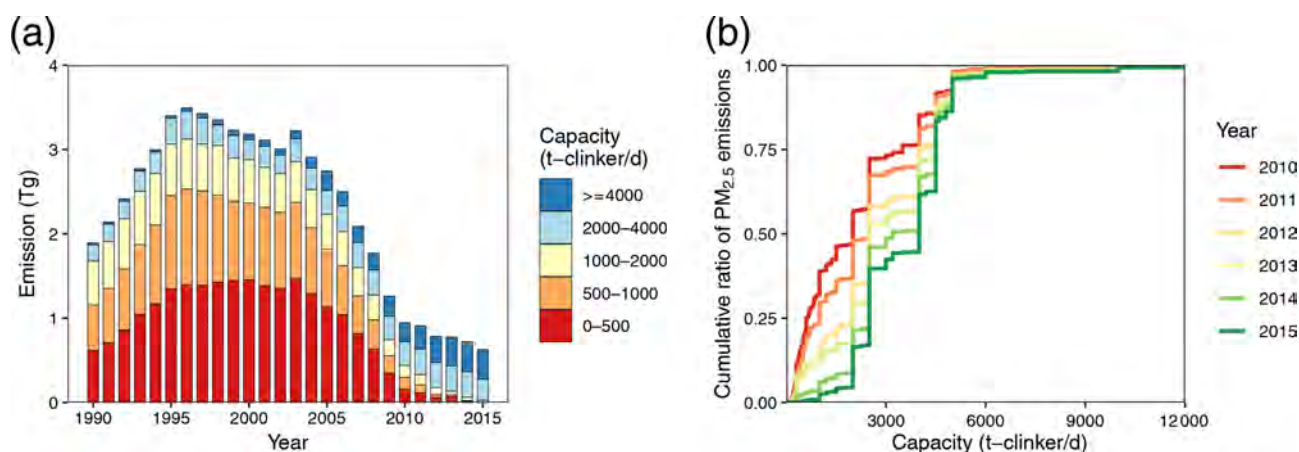 (a)
Emission (Tg)
4
3
2
1
0
1990 1995 2000 2005 2010 2015
Year
Capacity
(t−clinker/d)
>=4000
2000−4000
1000−2000
500−1000
0−500
(b)
Cumulative ratio of PM2.5 emissions
1.00
0.75
0.50
0.25
0.00
3000 6000 9000 12000
Capacity (t−clinker/d)
Year
2010
2011
2012
2013
2014
2015